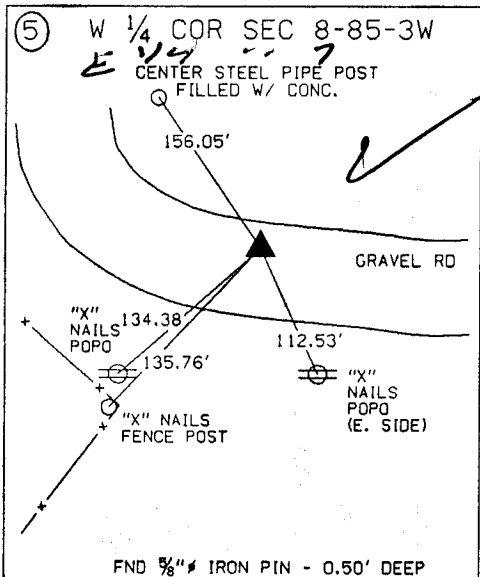 5 W 1/4 COR SEC 8-85-3W
E 1/4 " " 7
CENTER STEEL PIPE POST
FILLED W/ CONC.
156.05'
GRAVEL RD
"X"
NAILS
POPO
134.38
135.76'
112.53'
"X"
NAILS
POPO
(E. SIDE)
"X" NAILS
FENCE POST
FND 5/8"ø IRON PIN - 0.50' DEEP